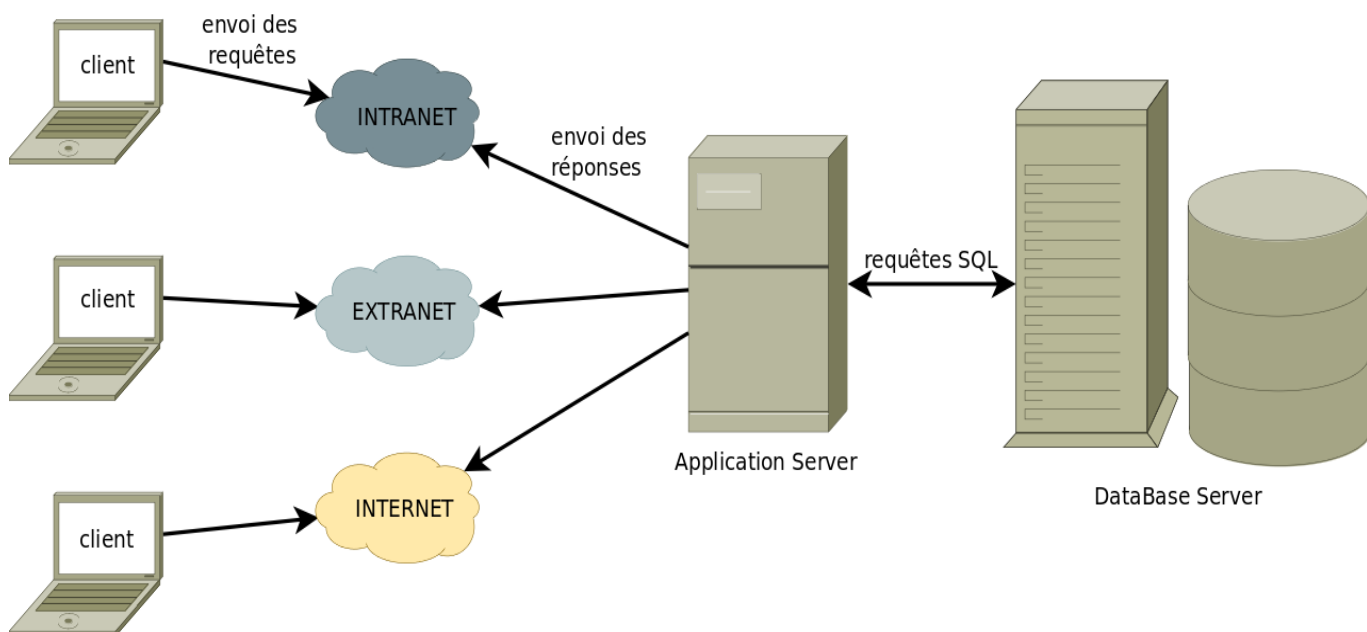 envoi des
requêtes
client
INTRANET
envoi des
réponses
client
EXTRANET
requêtes SQL
Application Server
DataBase Server
client
INTERNET